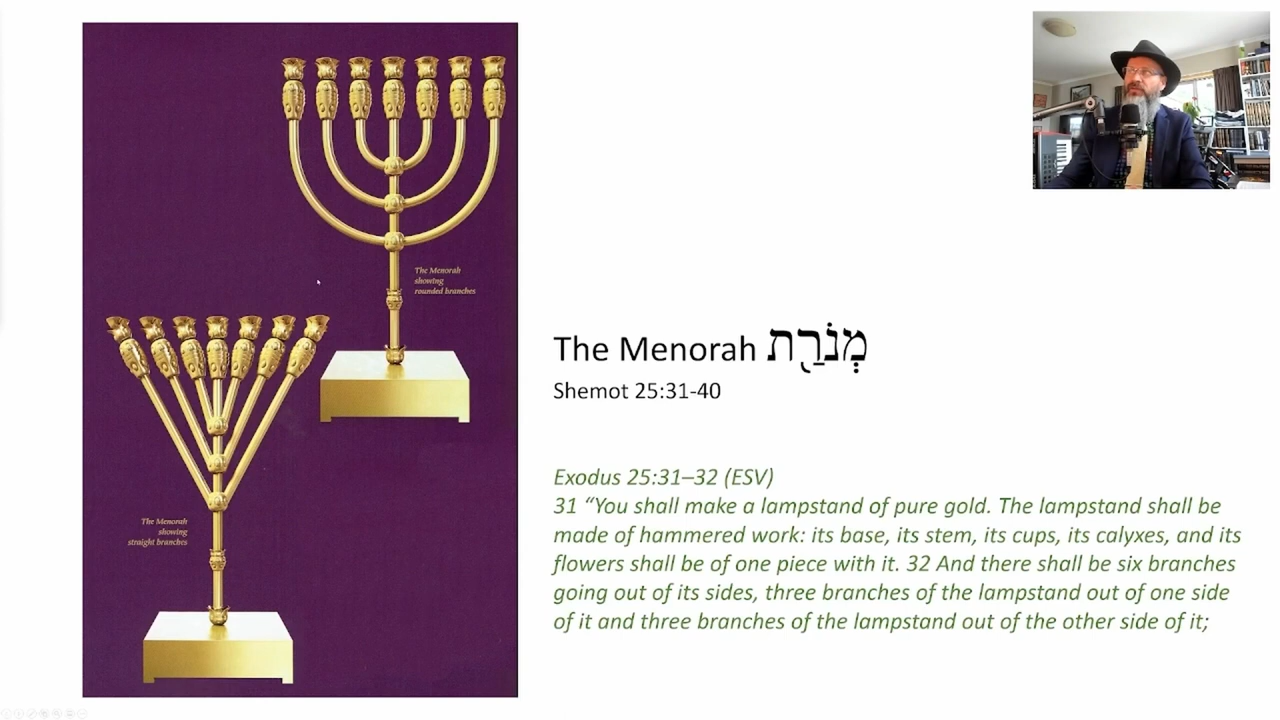 The Menorah
showing
rounded branches
The Menorah
showing
straight branches
The Menorah מְנֹרַ֖ת
Shemot 25:31-40
Exodus 25:31–32 (ESV)
31 “You shall make a lampstand of pure gold. The lampstand shall be
made of hammered work: its base, its stem, its cups, its calyxes, and its
flowers shall be of one piece with it. 32 And there shall be six branches
going out of its sides, three branches of the lampstand out of one side
of it and three branches of the lampstand out of the other side of it;